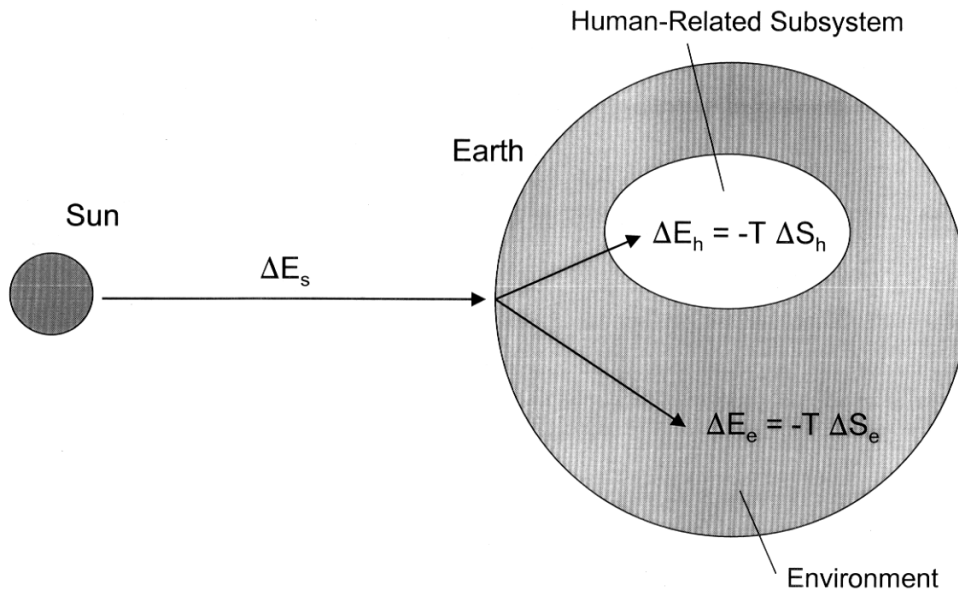 Human-Related Subsystem
Earth
Sun
ΔEₕ = -T ΔSₕ
ΔEₛ
ΔEₑ = -T ΔSₑ
Environment